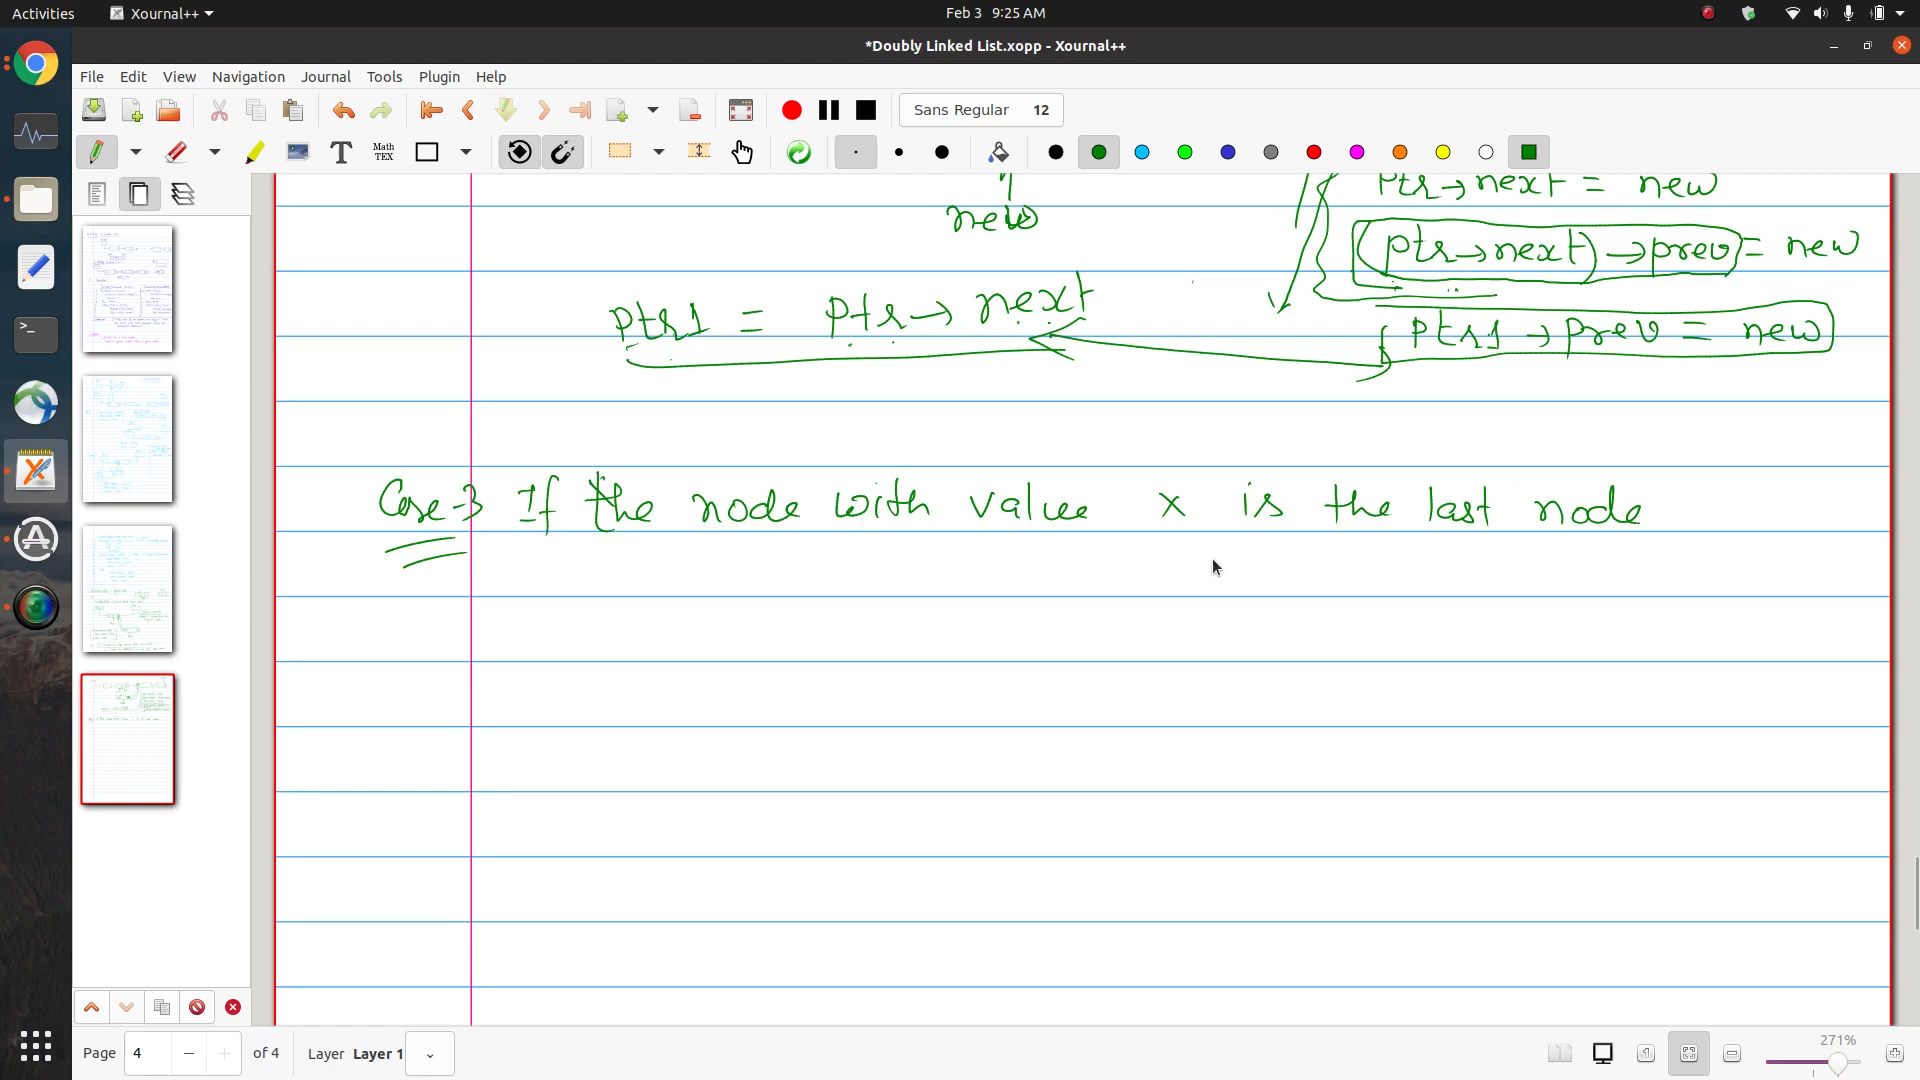 Activities Xournal++ Feb 3 9:25 AM
*Doubly Linked List.xopp - Xournal++
File Edit View Navigation Journal Tools Plugin Help
Sans Regular 12
Math
TEX
ptr→next = new
new
(ptr→next)→prev = new
ptr1 = ptr→next
ptr1→prev = new
Case-3 If the node with value x is the last node
Page 4 of 4 Layer Layer 1
271%